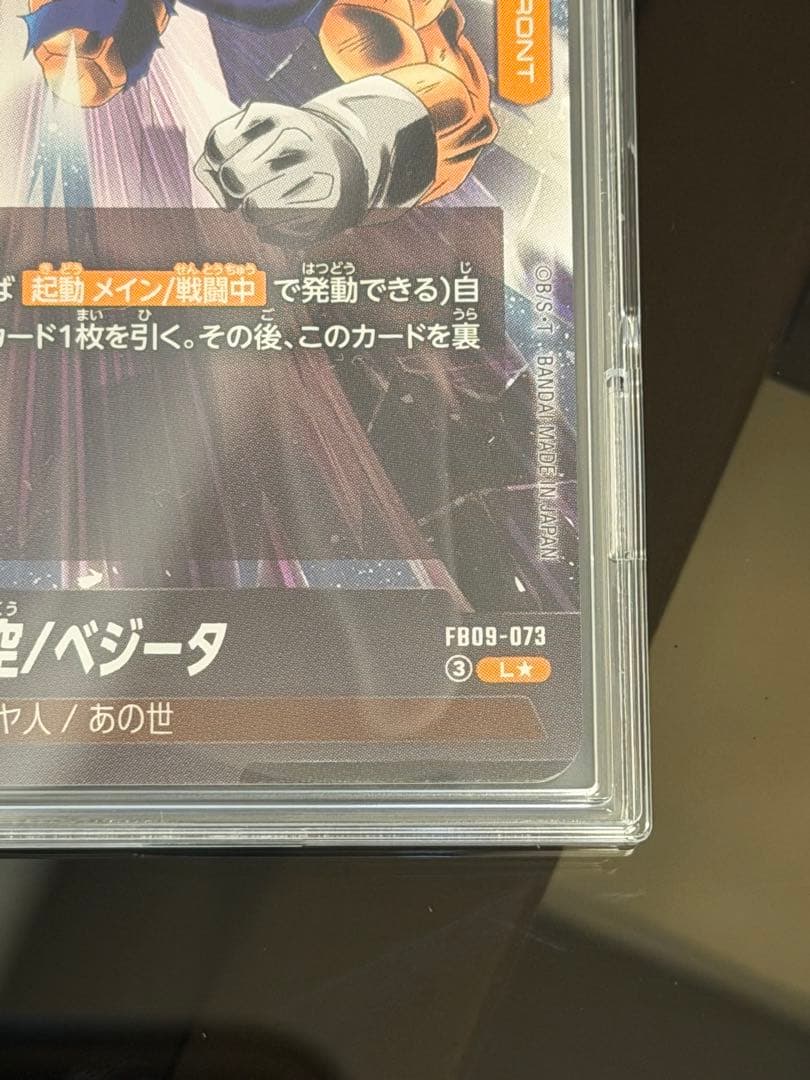 FRONT
ば 起動 メイン/戦闘中 で発動できる)自
カード1枚を引く。その後、このカードを裏
©B/S・T BANDAI MADE IN JAPAN
空/ベジータ
FB09-073
③ L★
ヤ人 / あの世